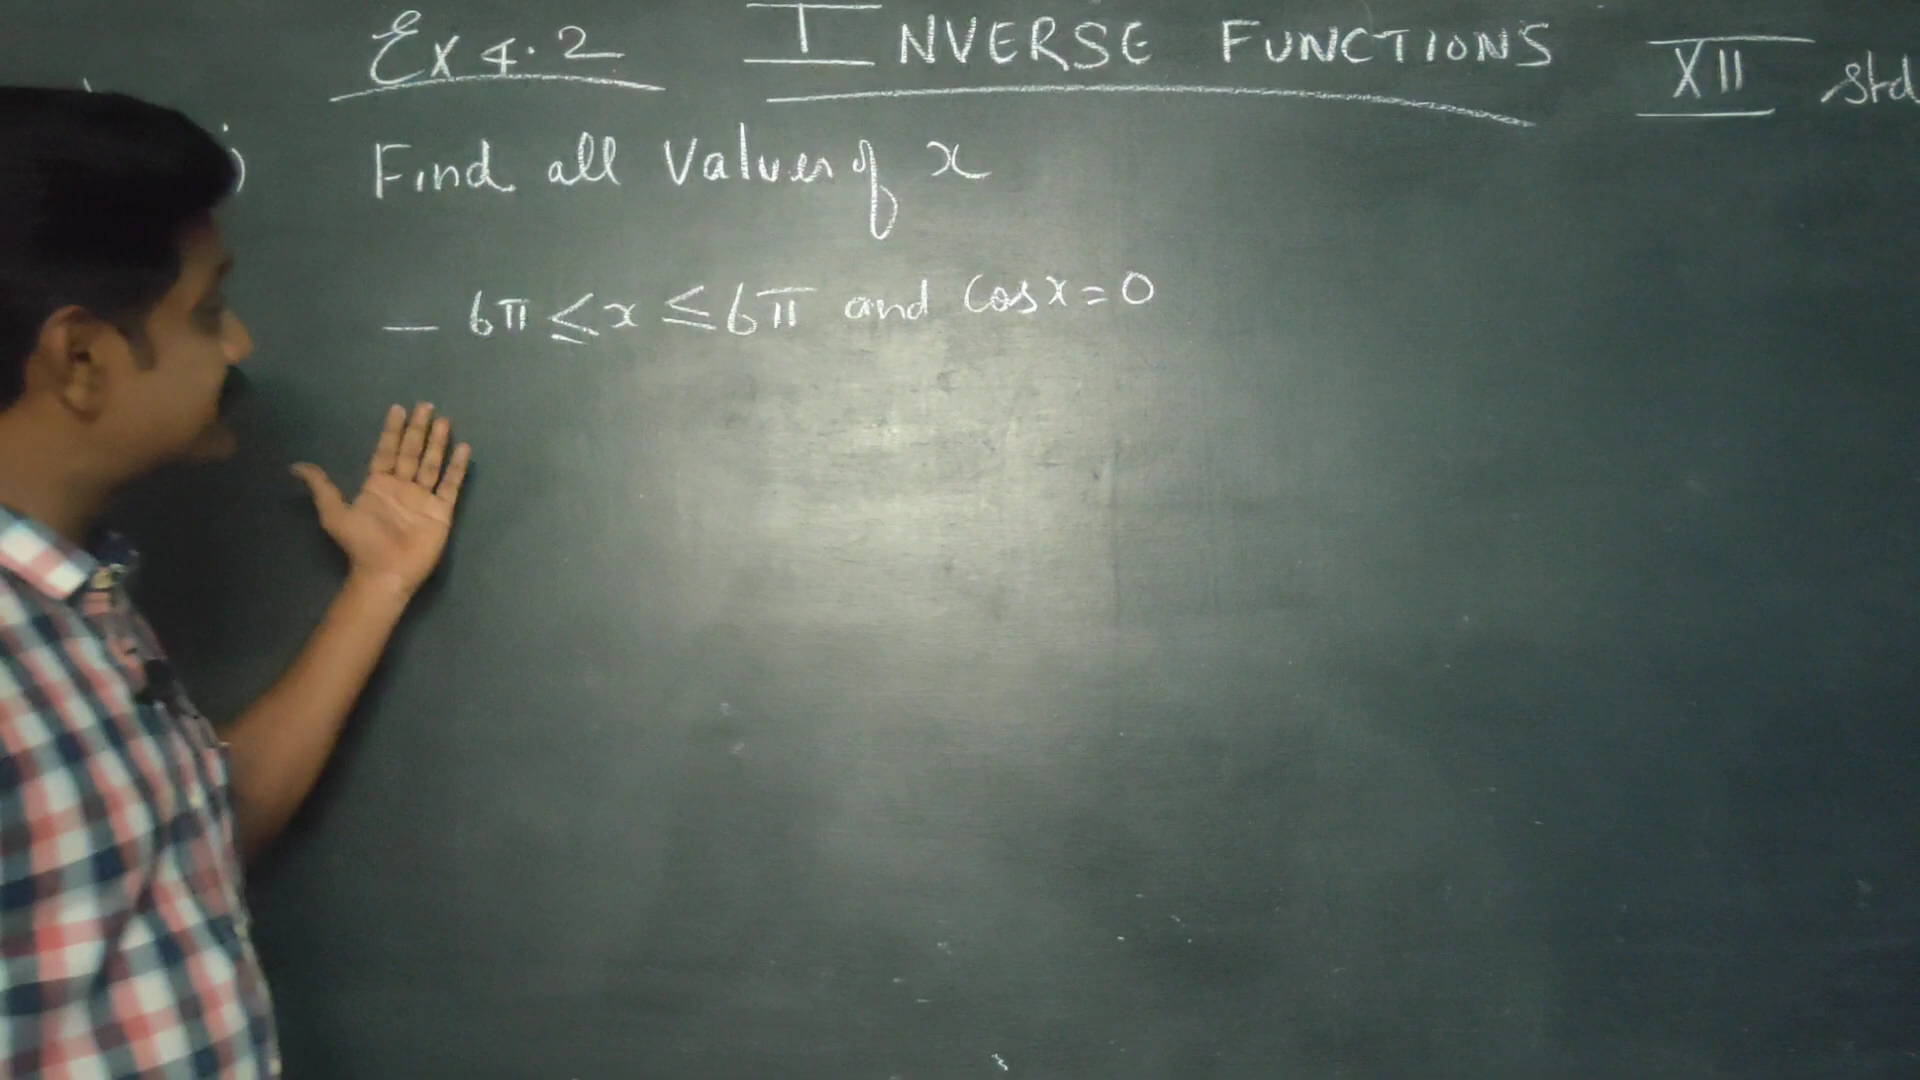 Ex 4.2 INVERSE FUNCTIONS XII Std
i) Find all Values of x
- 6π ≤ x ≤ 6π and Cos x = 0